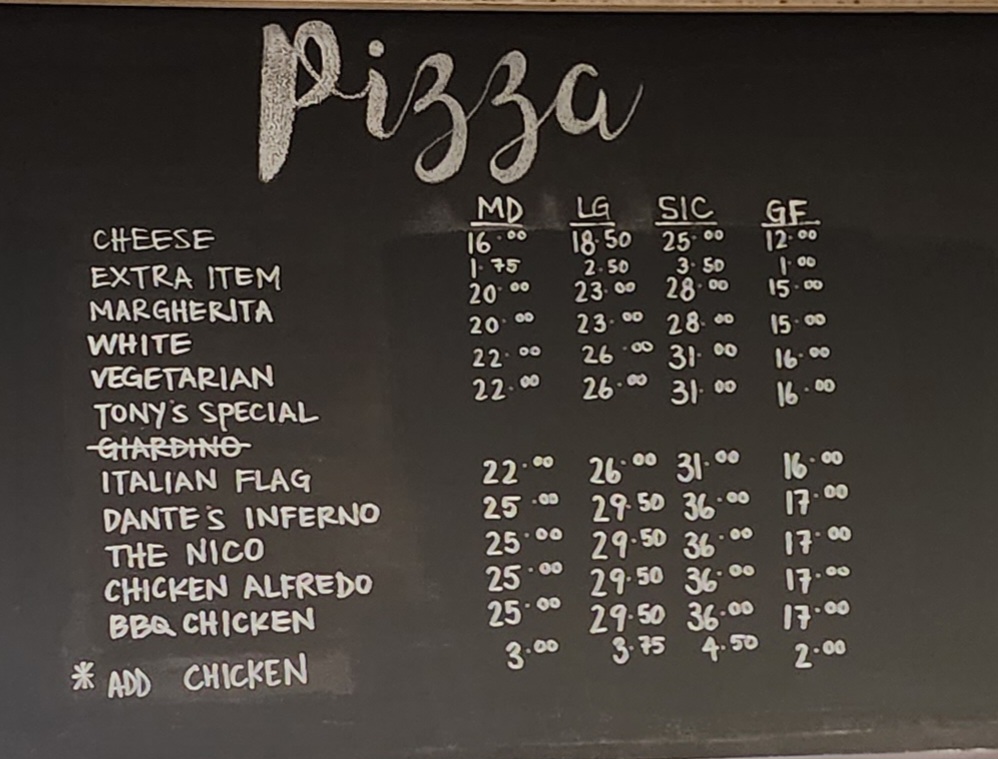 Pizza
MD LG SIC GF
CHEESE 16.00 18.50 25.00 12.00
EXTRA ITEM 1.75 2.50 3.50 1.00
MARGHERITA 20.00 23.00 28.00 15.00
WHITE 20.00 23.00 28.00 15.00
VEGETARIAN 22.00 26.00 31.00 16.00
TONY'S SPECIAL 22.00 26.00 31.00 16.00
GIARDINO
ITALIAN FLAG 22.00 26.00 31.00 16.00
DANTE'S INFERNO 25.00 29.50 36.00 17.00
THE NICO 25.00 29.50 36.00 17.00
CHICKEN ALFREDO 25.00 29.50 36.00 17.00
BBQ CHICKEN 25.00 29.50 36.00 17.00
* ADD CHICKEN 3.00 3.75 4.50 2.00